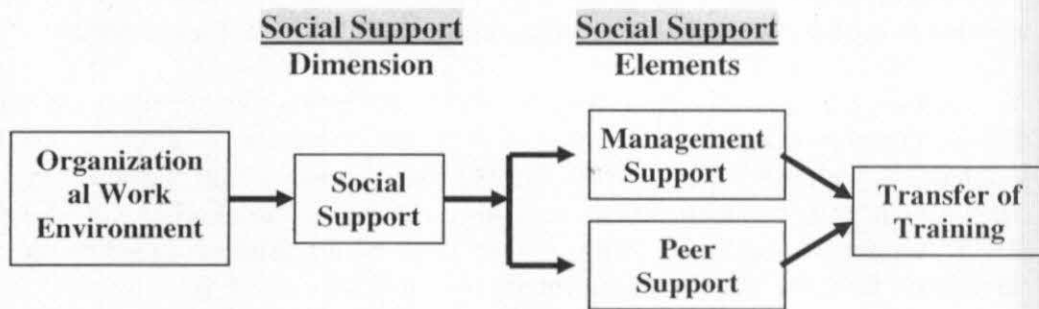 Social Support
Dimension
Social Support
Elements
Organization
al Work
Environment
Social
Support
Management
Support
Peer
Support
Transfer of
Training